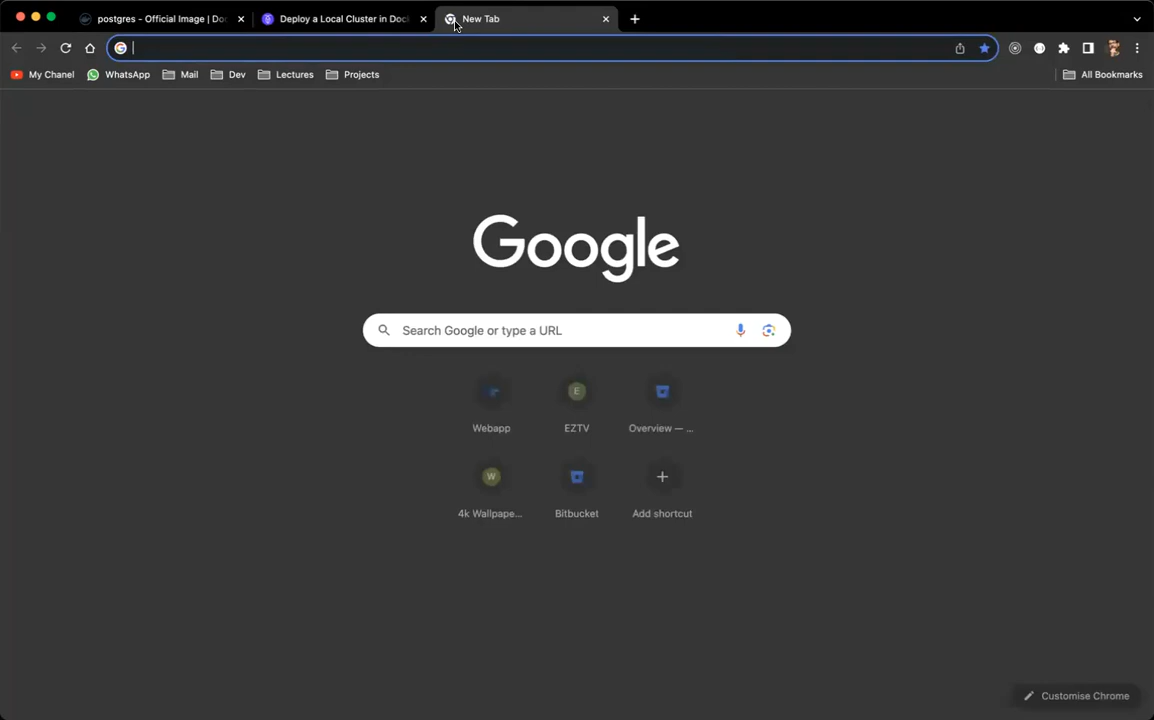 postgres - Official Image | Doc
Deploy a Local Cluster in Dock
New Tab
My Chanel
WhatsApp
Mail
Dev
Lectures
Projects
All Bookmarks
Google
Search Google or type a URL
Webapp
E
EZTV
Overview — ...
W
4k Wallpape...
Bitbucket
Add shortcut
Customise Chrome